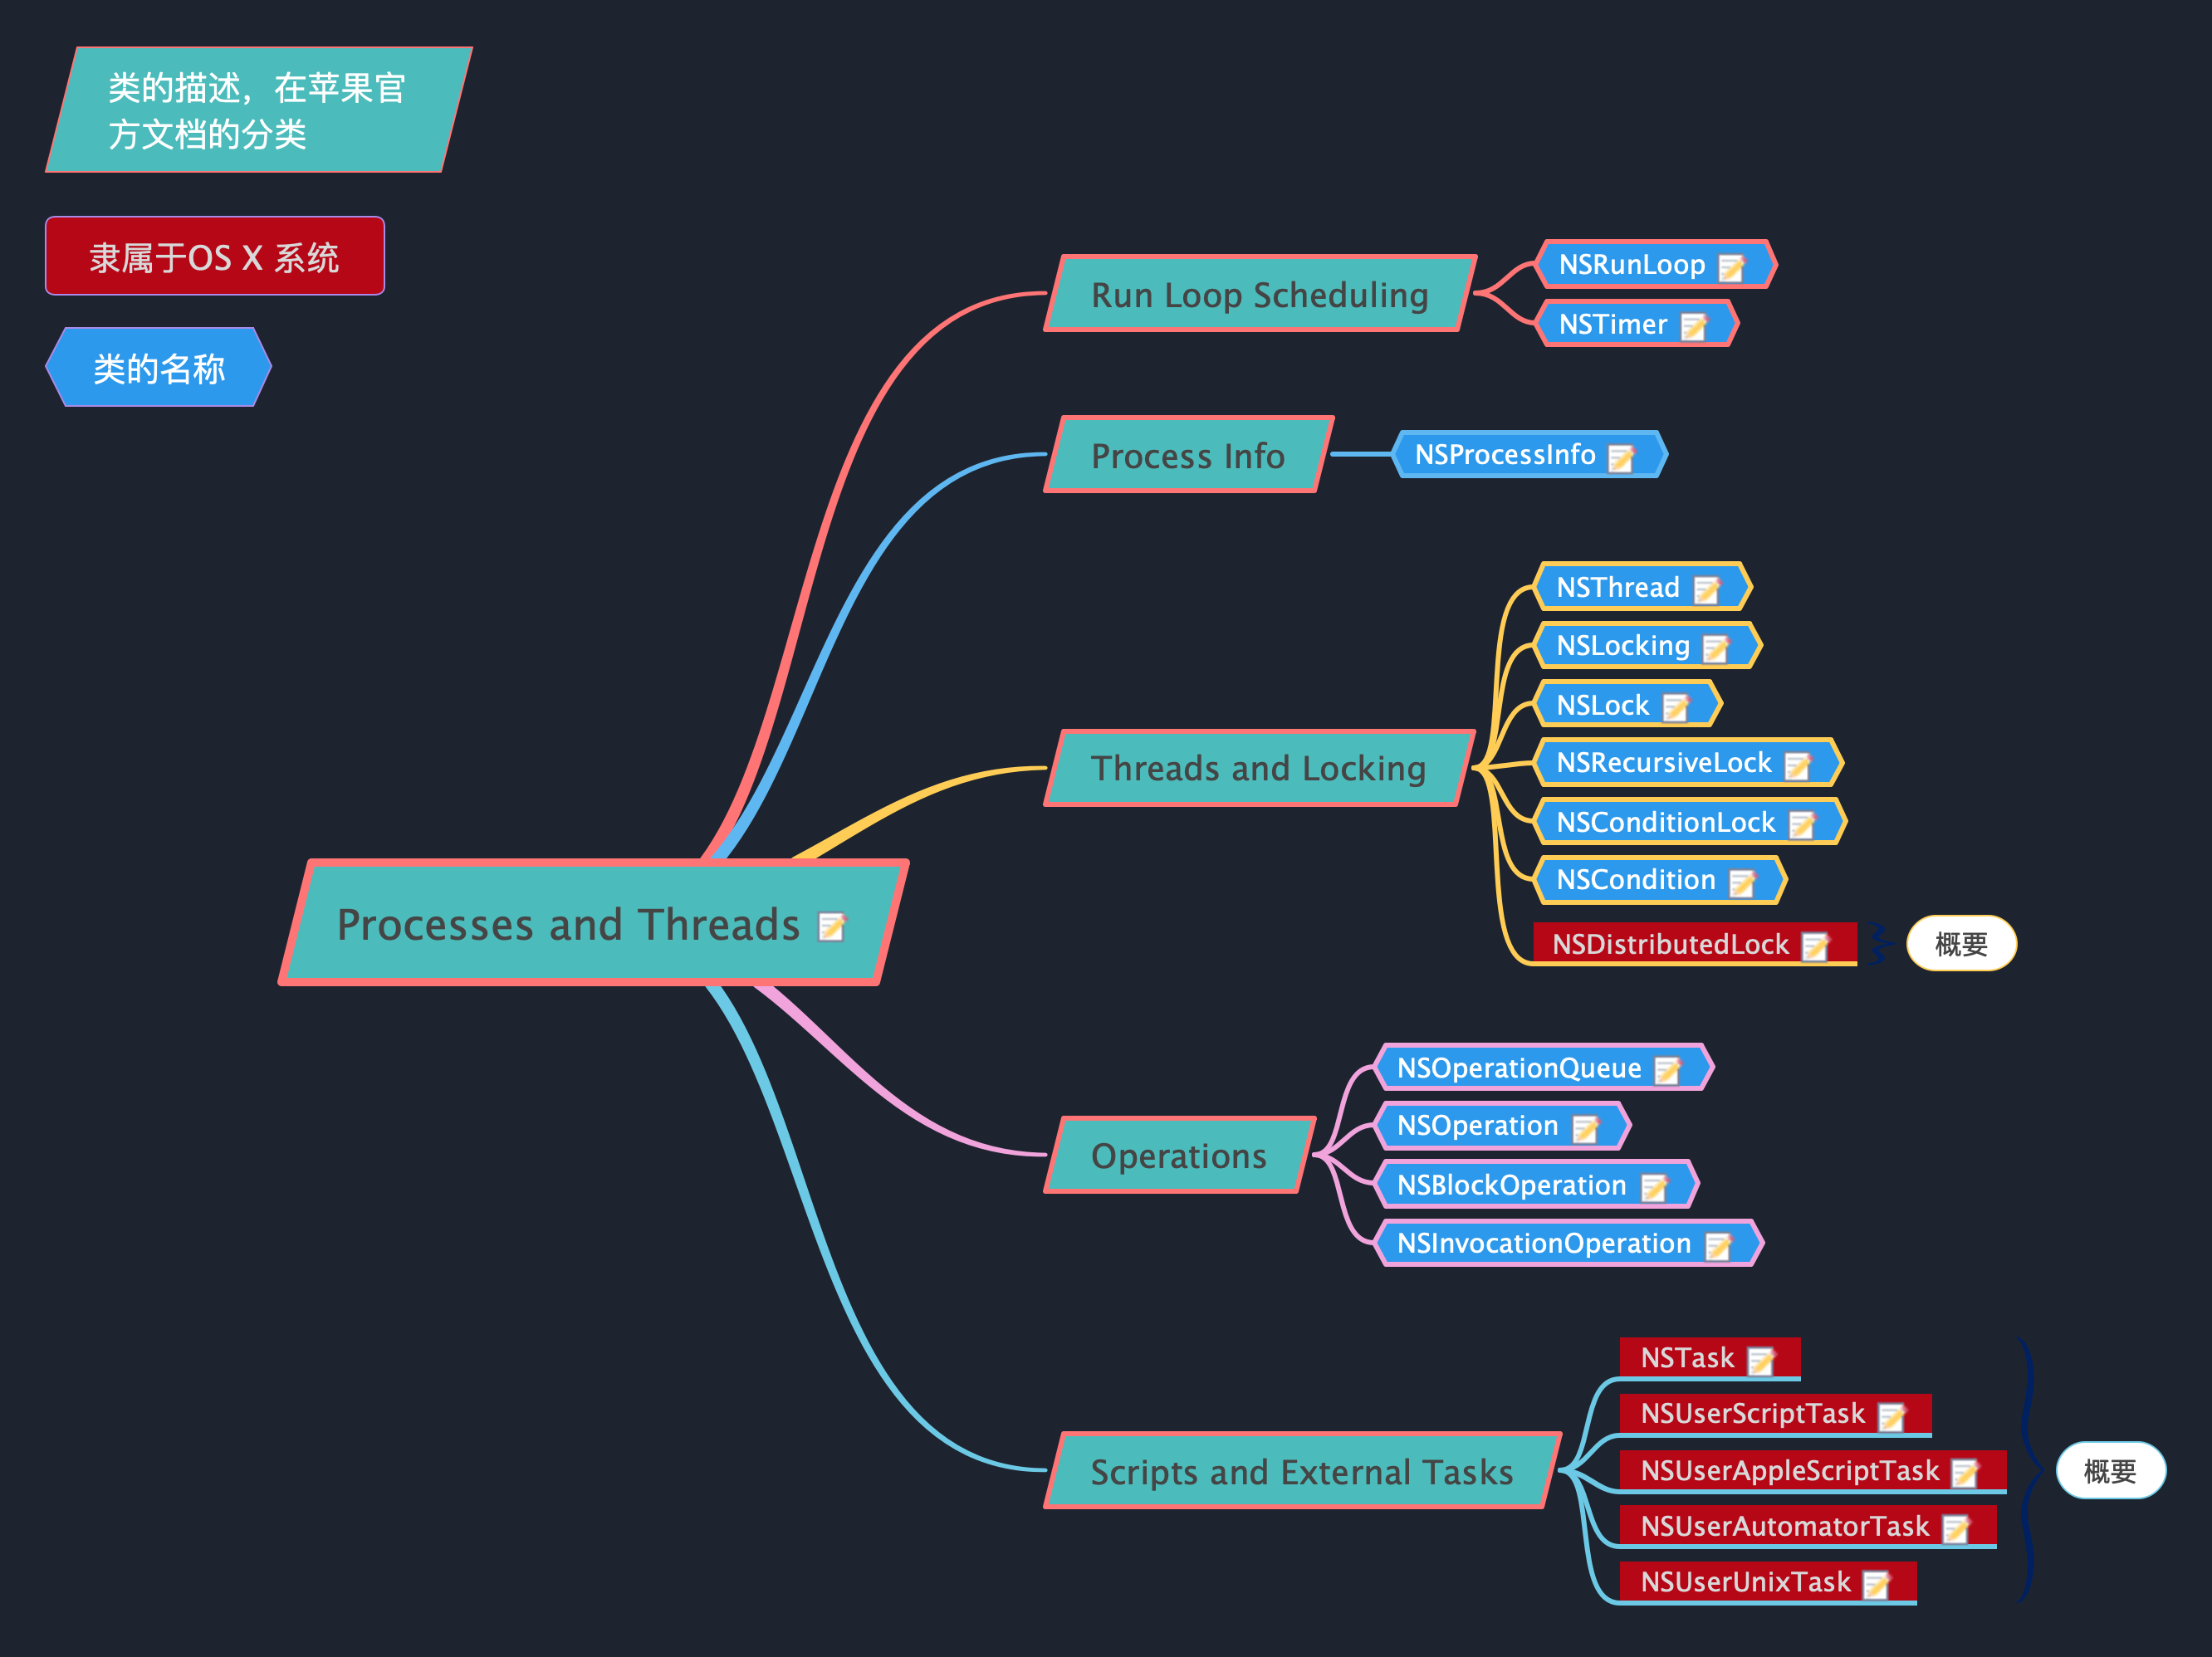 类的描述，在苹果官
方文档的分类
隶属于OS X 系统
类的名称
Processes and Threads
Run Loop Scheduling
NSRunLoop
NSTimer
Process Info
NSProcessInfo
Threads and Locking
NSThread
NSLocking
NSLock
NSRecursiveLock
NSConditionLock
NSCondition
NSDistributedLock
概要
Operations
NSOperationQueue
NSOperation
NSBlockOperation
NSInvocationOperation
Scripts and External Tasks
NSTask
NSUserScriptTask
NSUserAppleScriptTask
NSUserAutomatorTask
NSUserUnixTask
概要